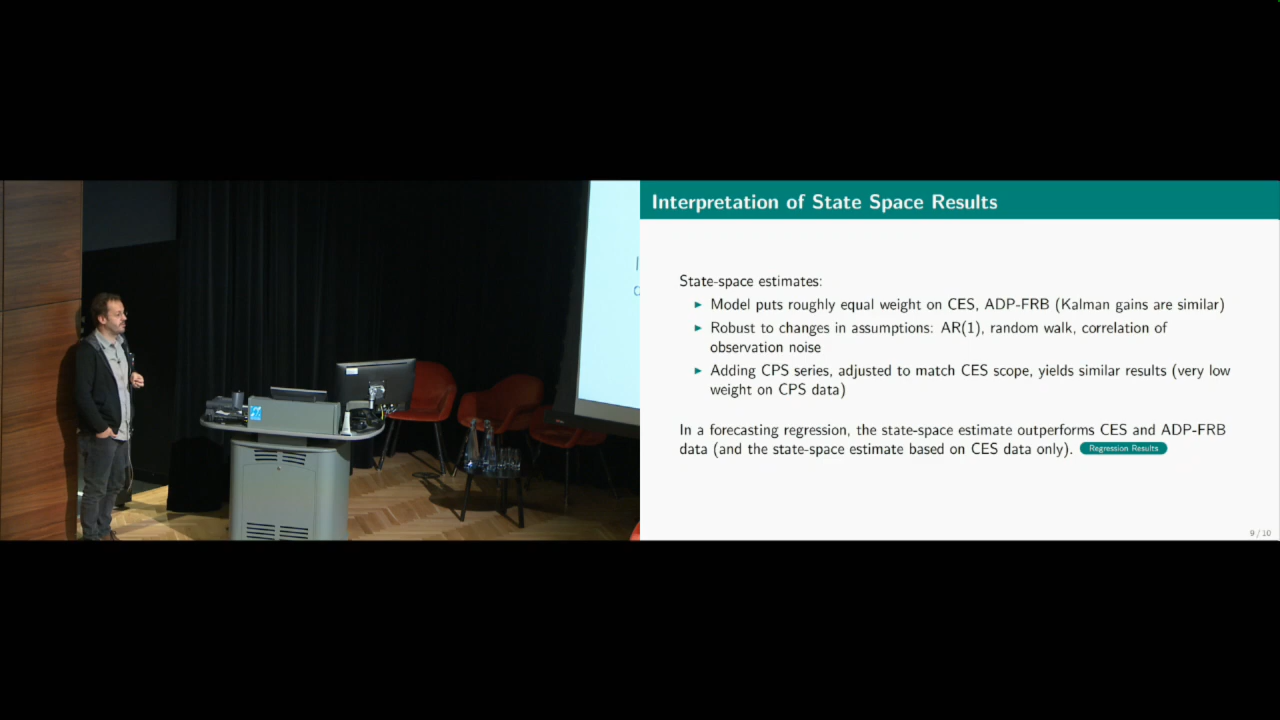 Interpretation of State Space Results
State-space estimates:
► Model puts roughly equal weight on CES, ADP-FRB (Kalman gains are similar)
► Robust to changes in assumptions: AR(1), random walk, correlation of
observation noise
► Adding CPS series, adjusted to match CES scope, yields similar results (very low
weight on CPS data)
In a forecasting regression, the state-space estimate outperforms CES and ADP-FRB
data (and the state-space estimate based on CES data only). Regression Results
9 / 10